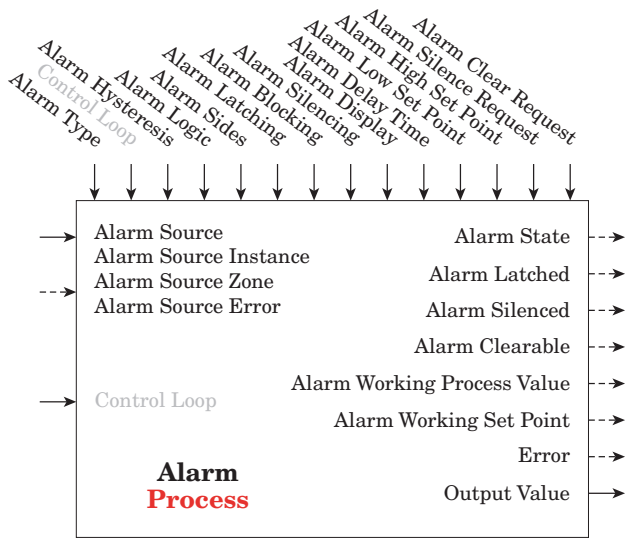 Alarm Type
Control Loop
Alarm Hysteresis
Alarm Logic
Alarm Sides
Alarm Latching
Alarm Blocking
Alarm Silencing
Alarm Display
Alarm Delay Time
Alarm Low Set Point
Alarm High Set Point
Alarm Silence Request
Alarm Clear Request
Alarm Source
Alarm Source Instance
Alarm Source Zone
Alarm Source Error
Control Loop
Alarm State
Alarm Latched
Alarm Silenced
Alarm Clearable
Alarm Working Process Value
Alarm Working Set Point
Error
Output Value
Alarm
Process